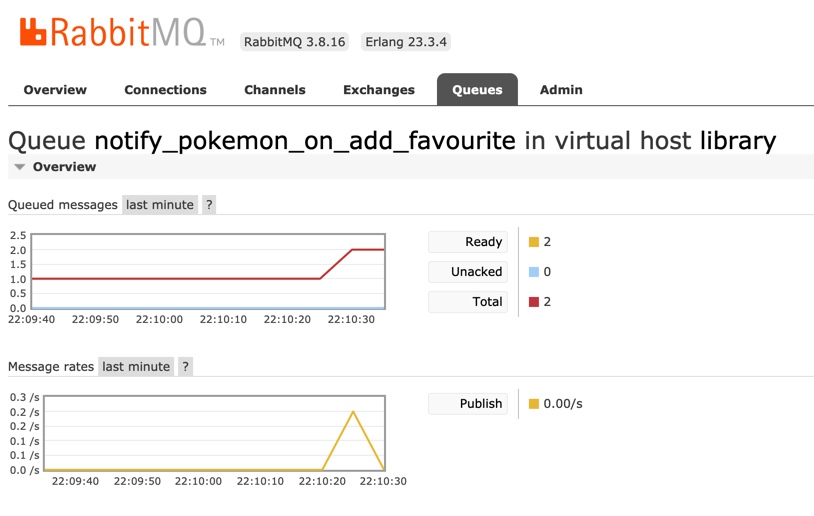 RabbitMQ TM RabbitMQ 3.8.16 Erlang 23.3.4
Overview Connections Channels Exchanges Queues Admin
Queue notify_pokemon_on_add_favourite in virtual host library
Overview
Queued messages last minute ?
2.5
2.0
1.5
1.0
0.5
0.0
22:09:40 22:09:50 22:10:00 22:10:10 22:10:20 22:10:30
Ready 2
Unacked 0
Total 2
Message rates last minute ?
0.3 /s
0.2 /s
0.2 /s
0.1 /s
0.1 /s
0.0 /s
22:09:40 22:09:50 22:10:00 22:10:10 22:10:20 22:10:30
Publish 0.00/s